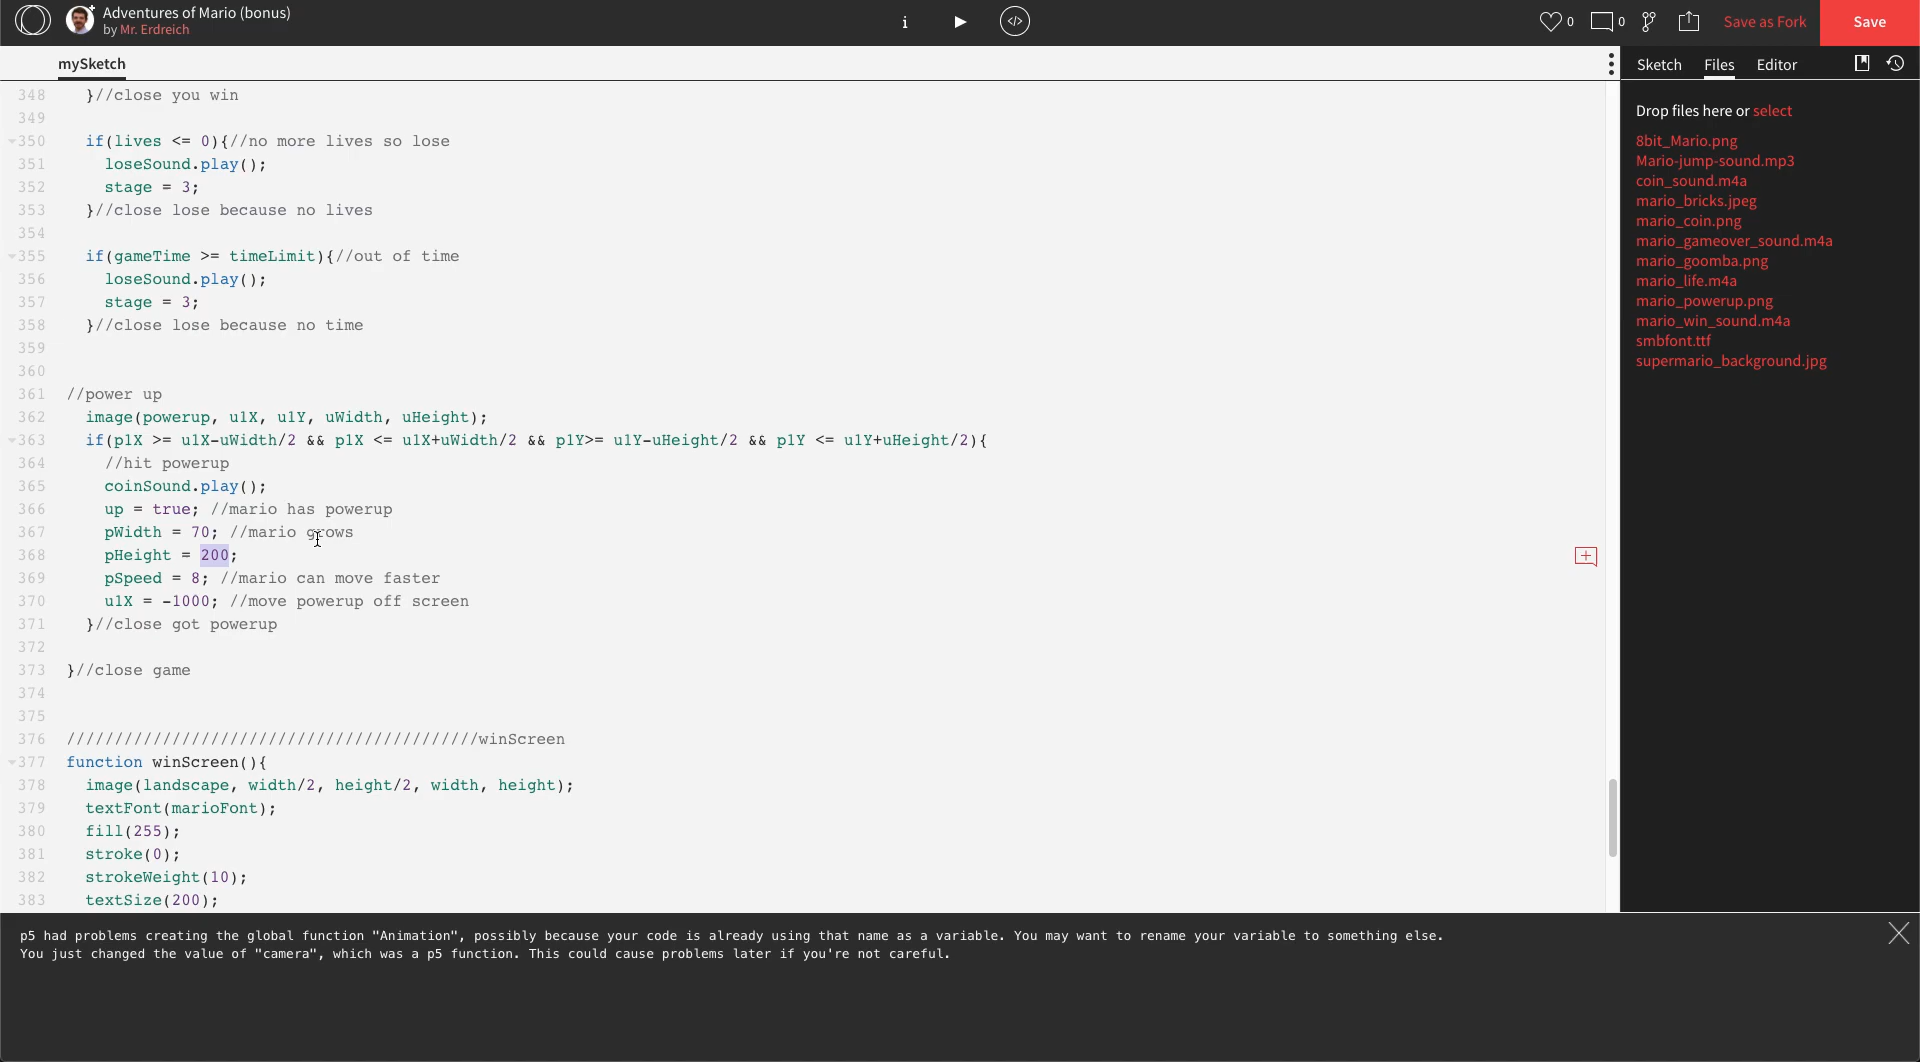 Adventures of Mario (bonus)
by Mr. Erdreich
i
</>
0
0
Save as Fork
Save
mySketch
Sketch Files Editor
348 }//close you win
349
350 if(lives <= 0){//no more lives so lose
351 loseSound.play();
352 stage = 3;
353 }//close lose because no lives
354
355 if(gameTime >= timeLimit){//out of time
356 loseSound.play();
357 stage = 3;
358 }//close lose because no time
359
360
361 //power up
362 image(powerup, u1X, u1Y, uWidth, uHeight);
363 if(p1X >= u1X-uWidth/2 && p1X <= u1X+uWidth/2 && p1Y>= u1Y-uHeight/2 && p1Y <= u1Y+uHeight/2){
364 //hit powerup
365 coinSound.play();
366 up = true; //mario has powerup
367 pWidth = 70; //mario grows
368 pHeight = 200;
369 pSpeed = 8; //mario can move faster
370 u1X = -1000; //move powerup off screen
371 }//close got powerup
372
373 }//close game
374
375
376 ///////////////////////////////////////////winScreen
377 function winScreen(){
378 image(landscape, width/2, height/2, width, height);
379 textFont(marioFont);
380 fill(255);
381 stroke(0);
382 strokeWeight(10);
383 textSize(200);
Drop files here or select
8bit_Mario.png
Mario-jump-sound.mp3
coin_sound.m4a
mario_bricks.jpeg
mario_coin.png
mario_gameover_sound.m4a
mario_goomba.png
mario_life.m4a
mario_powerup.png
mario_win_sound.m4a
smbfont.ttf
supermario_background.jpg
p5 had problems creating the global function "Animation", possibly because your code is already using that name as a variable. You may want to rename your variable to something else.
You just changed the value of "camera", which was a p5 function. This could cause problems later if you're not careful.